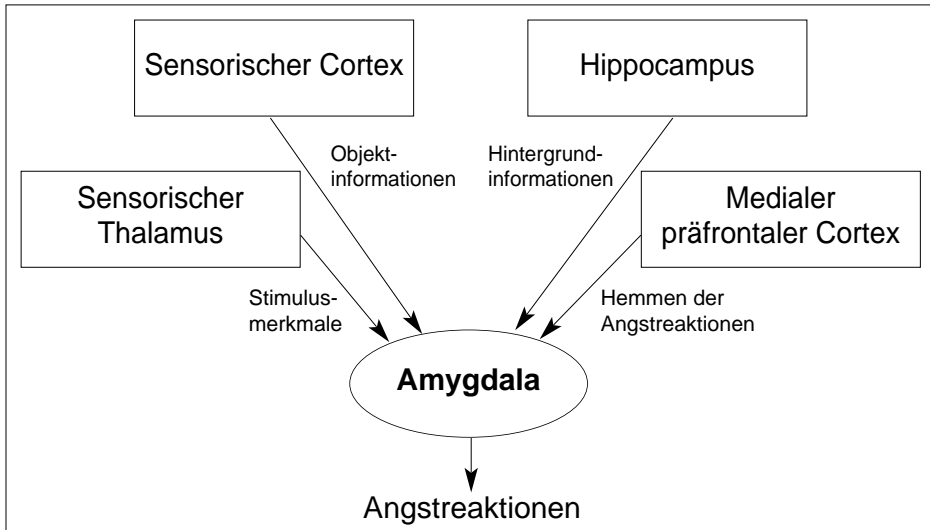 Sensorischer Cortex
Hippocampus
Objekt-
informationen
Hintergrund-
informationen
Sensorischer
Thalamus
Medialer
präfrontaler Cortex
Stimulus-
merkmale
Hemmen der
Angstreaktionen
Amygdala
Angstreaktionen